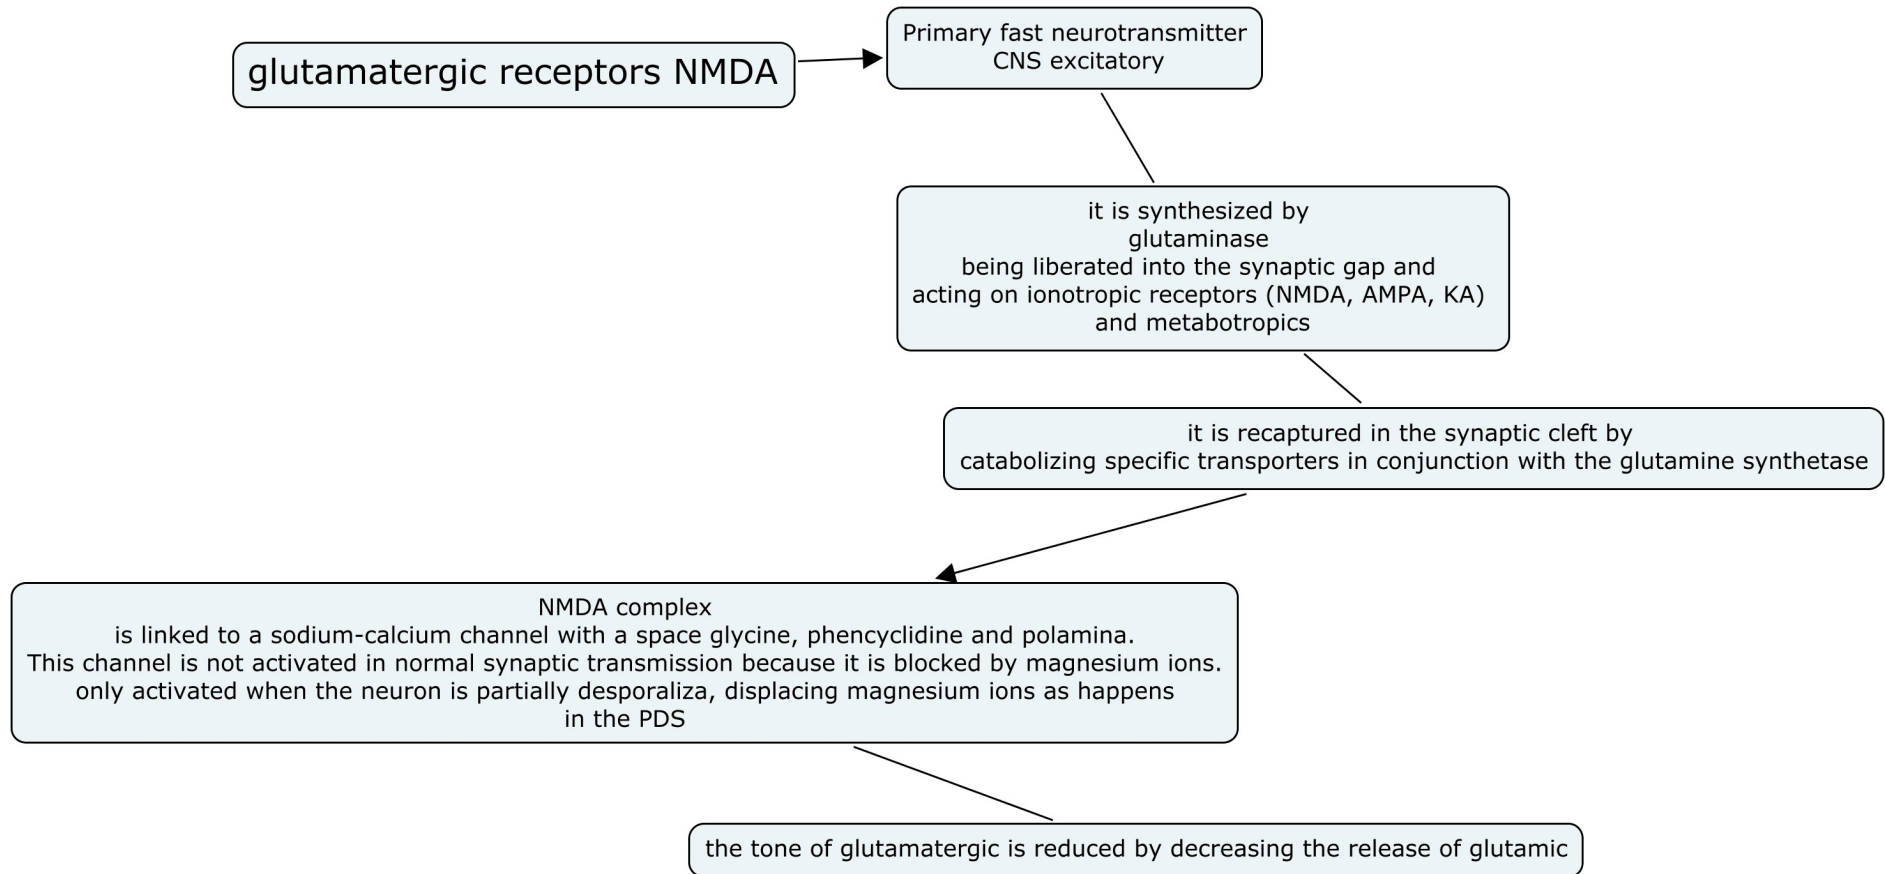 glutamatergic receptors NMDA
Primary fast neurotransmitter
CNS excitatory
it is synthesized by
glutaminase
being liberated into the synaptic gap and
acting on ionotropic receptors (NMDA, AMPA, KA)
and metabotropics
it is recaptured in the synaptic cleft by
catabolizing specific transporters in conjunction with the glutamine synthetase
NMDA complex
is linked to a sodium-calcium channel with a space glycine, phencyclidine and polamina.
This channel is not activated in normal synaptic transmission because it is blocked by magnesium ions.
only activated when the neuron is partially desporaliza, displacing magnesium ions as happens
in the PDS
the tone of glutamatergic is reduced by decreasing the release of glutamic